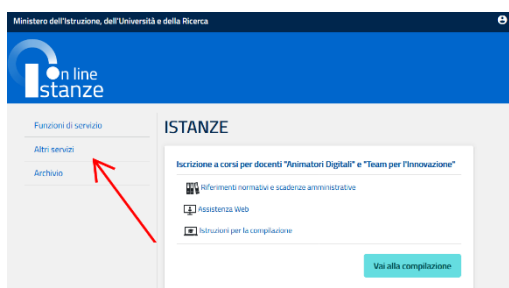 Ministero dell'Istruzione, dell'Università e della Ricerca
On line
Istanze
Funzioni di servizio
Altri servizi
Archivio
ISTANZE
Iscrizione a corsi per docenti "Animatori Digitali" e "Team per l'Innovazione"
Riferimenti normativi e scadenze amministrative
Assistenza Web
Istruzioni per la compilazione
Vai alla compilazione